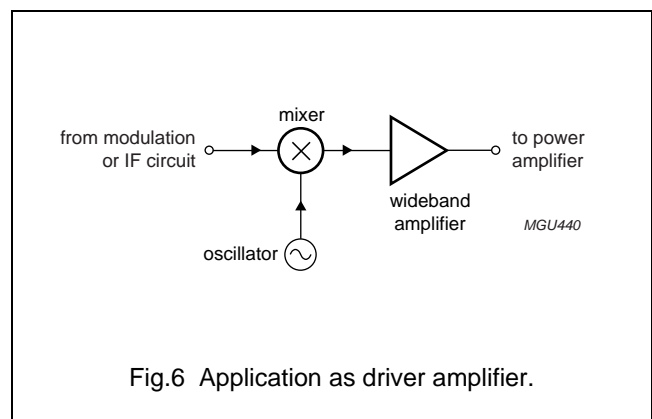 mixer
from modulation
or IF circuit
to power
amplifier
wideband
amplifier
MGU440
oscillator
Fig.6 Application as driver amplifier.